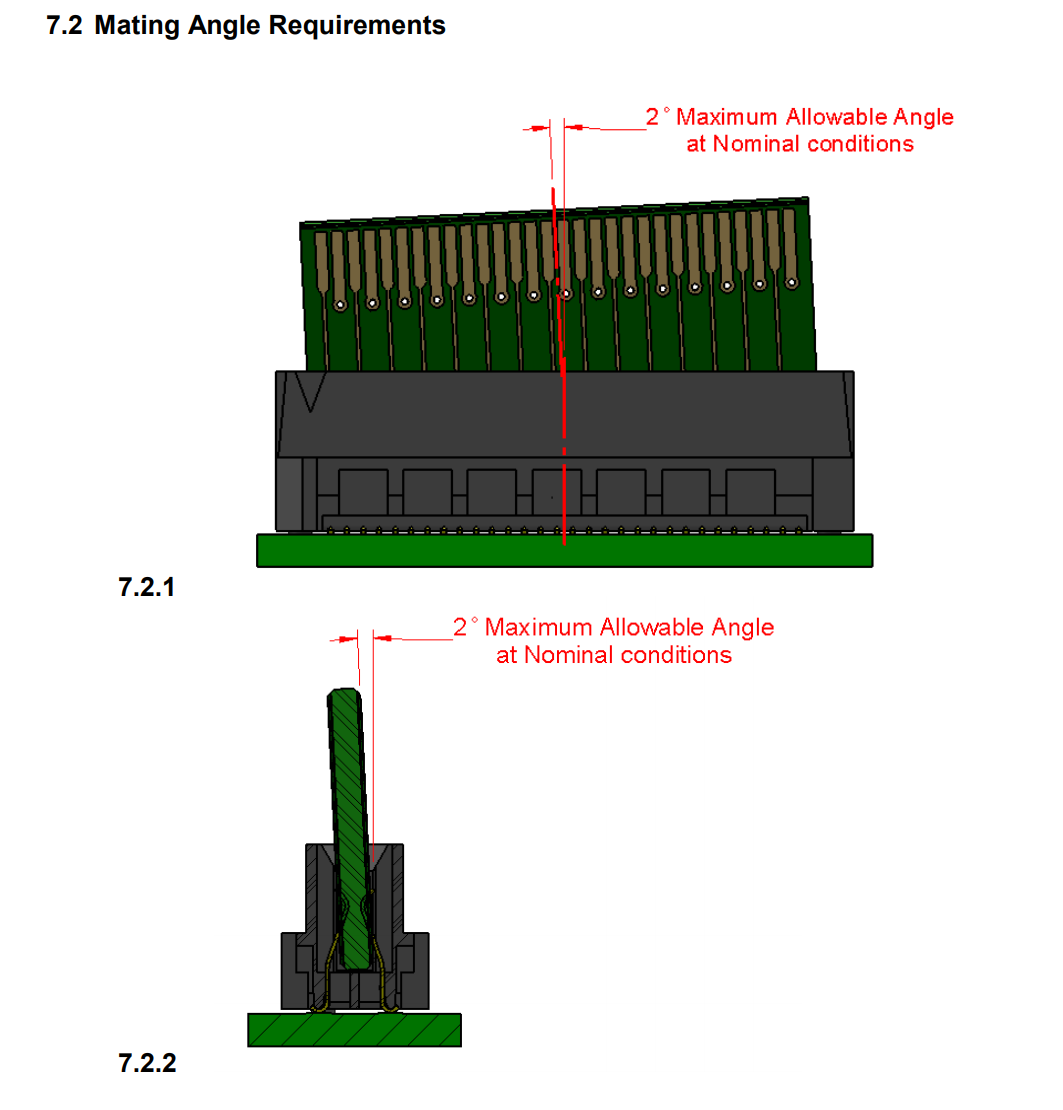 7.2 Mating Angle Requirements
2° Maximum Allowable Angle
at Nominal conditions
7.2.1
2° Maximum Allowable Angle
at Nominal conditions
7.2.2